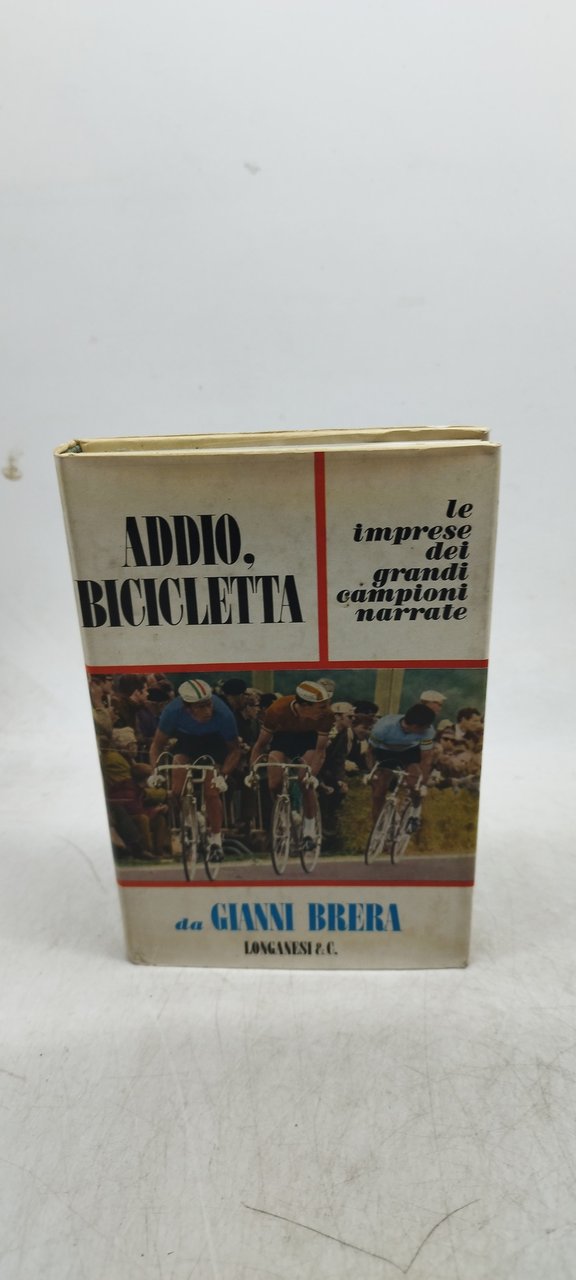 ADDIO,
BICICLETTA
le
imprese
dei
grandi
campioni
narrate
da GIANNI BRERA
LONGANESI & C.